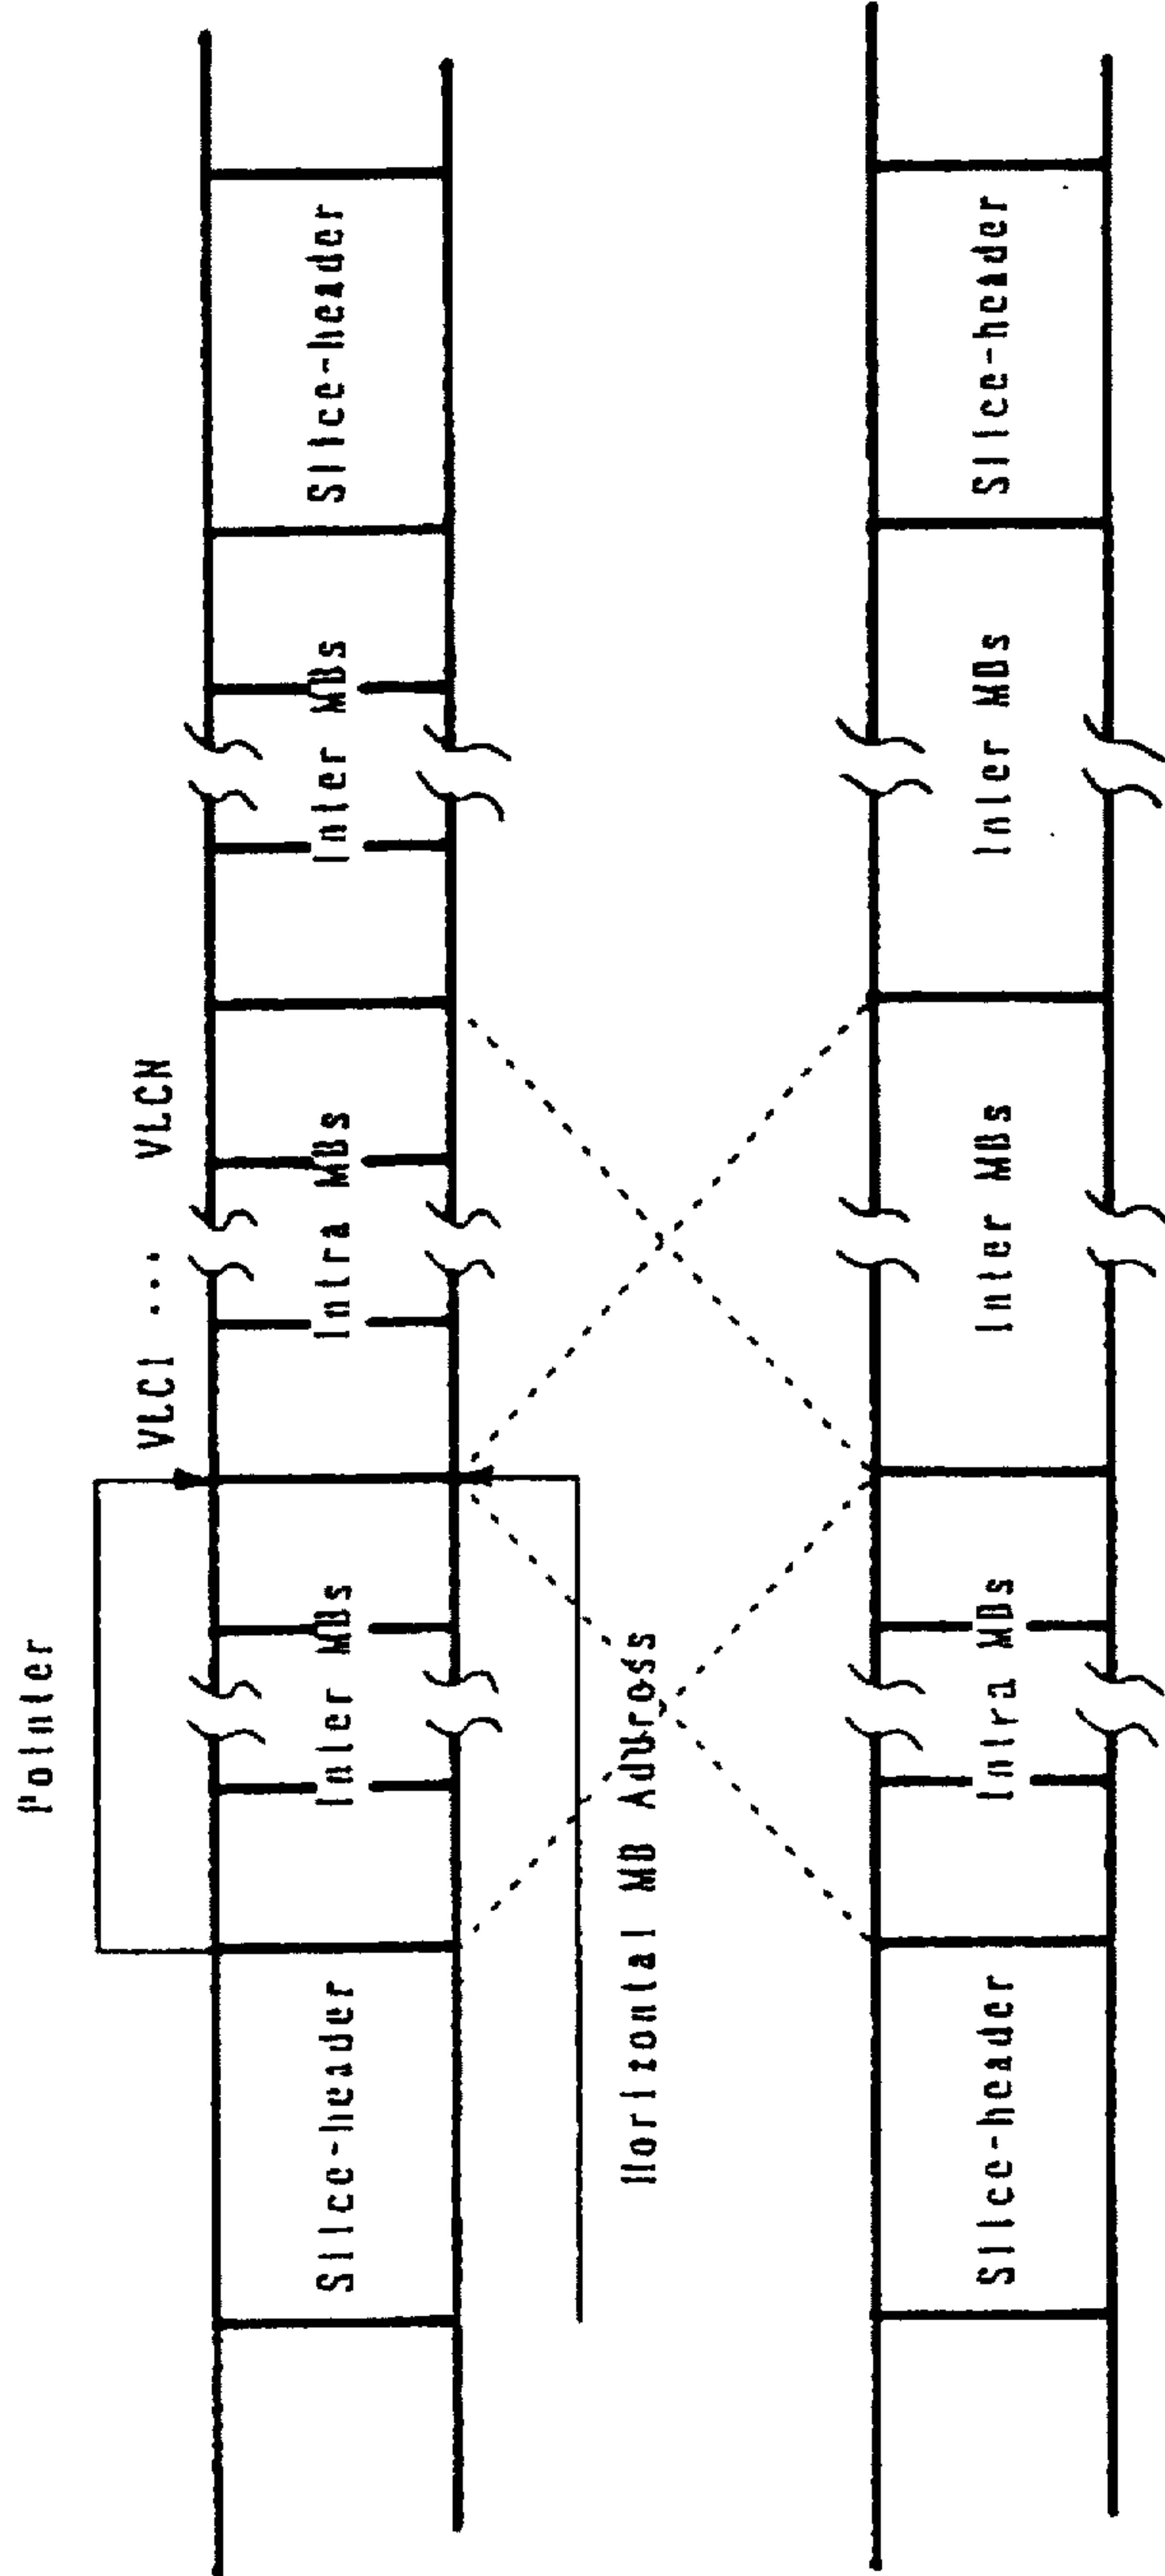 Pointer
VLC1 ... VLCN
Slice-header
Inter MBs
Intra MBs
Inter MBs
Slice-header
Horizontal MB Address
Slice-header
Intra MBs
Inter MBs
Inter MBs
Slice-header